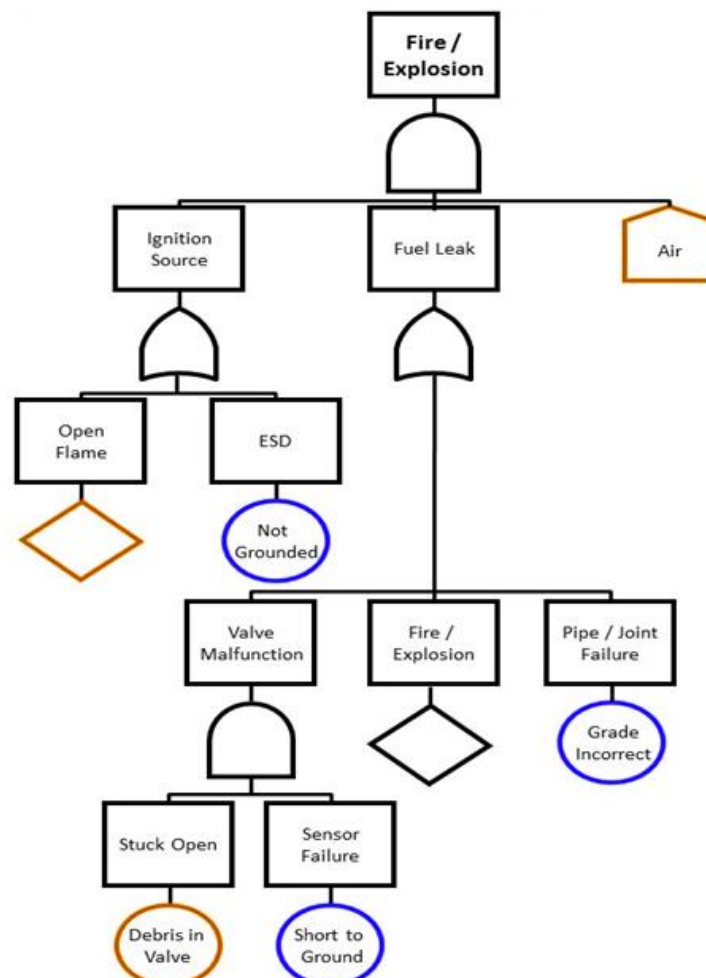 Fire /
Explosion
Ignition
Source
Fuel Leak
Air
Open
Flame
ESD
Not
Grounded
Valve
Malfunction
Fire /
Explosion
Pipe / Joint
Failure
Grade
Incorrect
Stuck Open
Sensor
Failure
Debris in
Valve
Short to
Ground